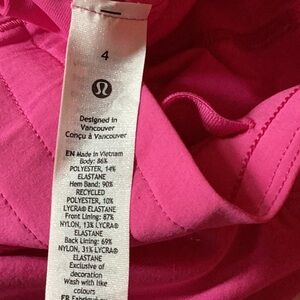 4
Designed in
Vancouver
Conçu à Vancouver
EN Made in Vietnam
Body: 86%
POLYESTER, 14%
ELASTANE
Hem Band: 90%
RECYCLED
POLYESTER, 10%
LYCRA® ELASTANE
Front Lining: 87%
NYLON, 13% LYCRA®
ELASTANE
Back Lining: 69%
NYLON, 31% LYCRA®
ELASTANE
Exclusive of
decoration
Wash with like
colours
FR Fabriqué